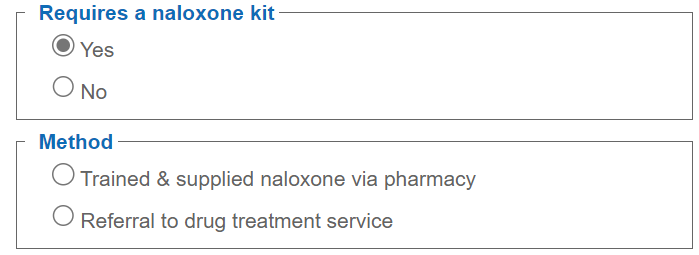 Requires a naloxone kit
Yes
No
Method
Trained & supplied naloxone via pharmacy
Referral to drug treatment service